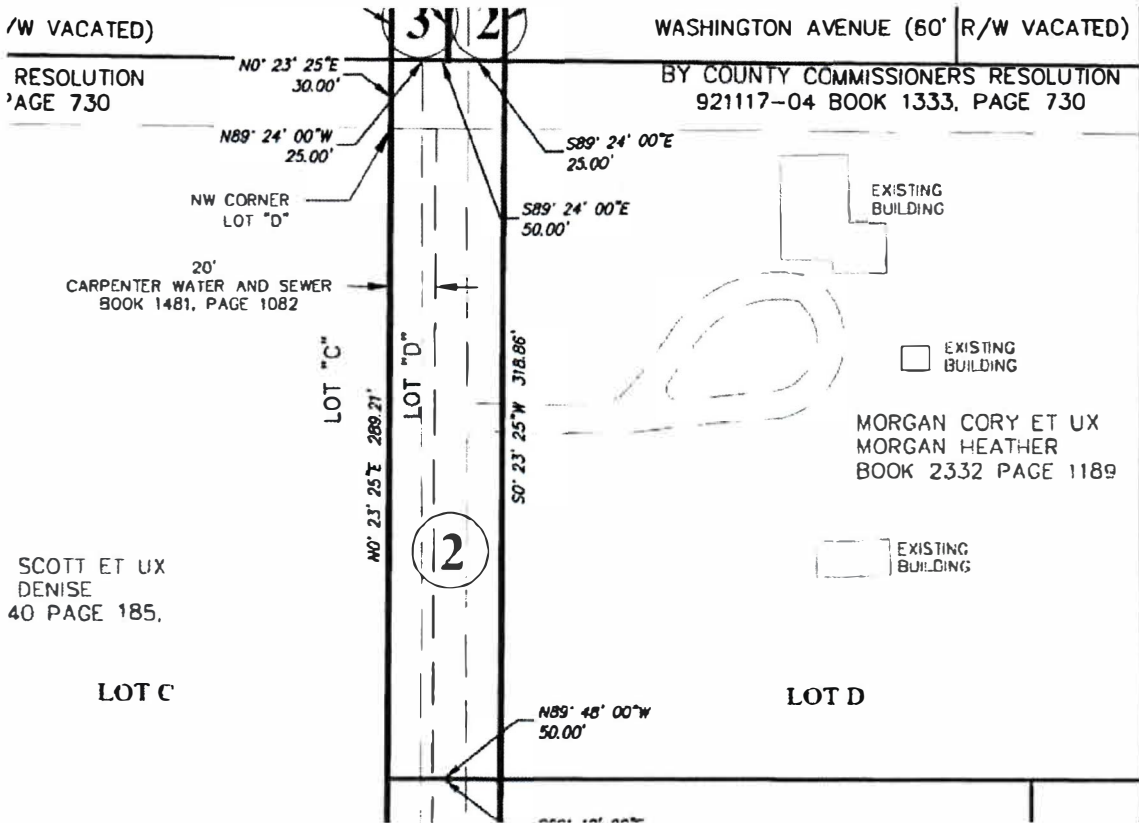 /W VACATED)
3
2
WASHINGTON AVENUE (60' R/W VACATED)
RESOLUTION
PAGE 730
N0° 23' 25"E
30.00'
BY COUNTY COMMISSIONERS RESOLUTION
921117-04 BOOK 1333, PAGE 730
N89° 24' 00"W
25.00'
S89° 24' 00"E
25.00'
NW CORNER
LOT "D"
S89° 24' 00"E
50.00'
EXISTING
BUILDING
20'
CARPENTER WATER AND SEWER
BOOK 1481, PAGE 1082
LOT "C"
LOT "D"
N0° 23' 25"E 289.21'
S0° 23' 25"W 318.86'
EXISTING
BUILDING
MORGAN CORY ET UX
MORGAN HEATHER
BOOK 2332 PAGE 1189
2
EXISTING
BUILDING
SCOTT ET UX
DENISE
40 PAGE 185,
LOT C
LOT D
N89° 48' 00"W
50.00'